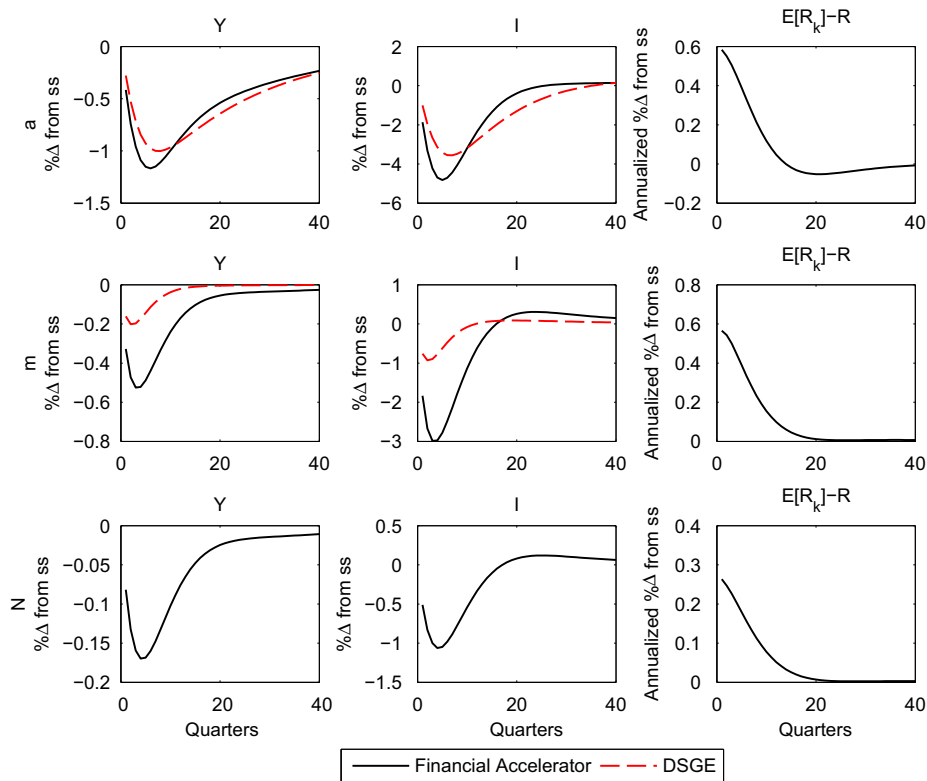 Y
I
E[Rk]−R
a
%Δ from ss
0
−0.5
−1
−1.5
0
20
40
%Δ from ss
2
0
−2
−4
−6
0
20
40
Annualized %Δ from ss
0.6
0.4
0.2
0
−0.2
0
20
40
Y
I
E[Rk]−R
m
%Δ from ss
0
−0.2
−0.4
−0.6
−0.8
0
20
40
%Δ from ss
1
0
−1
−2
−3
0
20
40
Annualized %Δ from ss
0.8
0.6
0.4
0.2
0
0
20
40
Y
I
E[Rk]−R
N
%Δ from ss
0
−0.05
−0.1
−0.15
−0.2
0
20
40
Quarters
%Δ from ss
0.5
0
−0.5
−1
−1.5
0
20
40
Quarters
Annualized %Δ from ss
0.4
0.3
0.2
0.1
0
0
20
40
Quarters
Financial Accelerator
DSGE